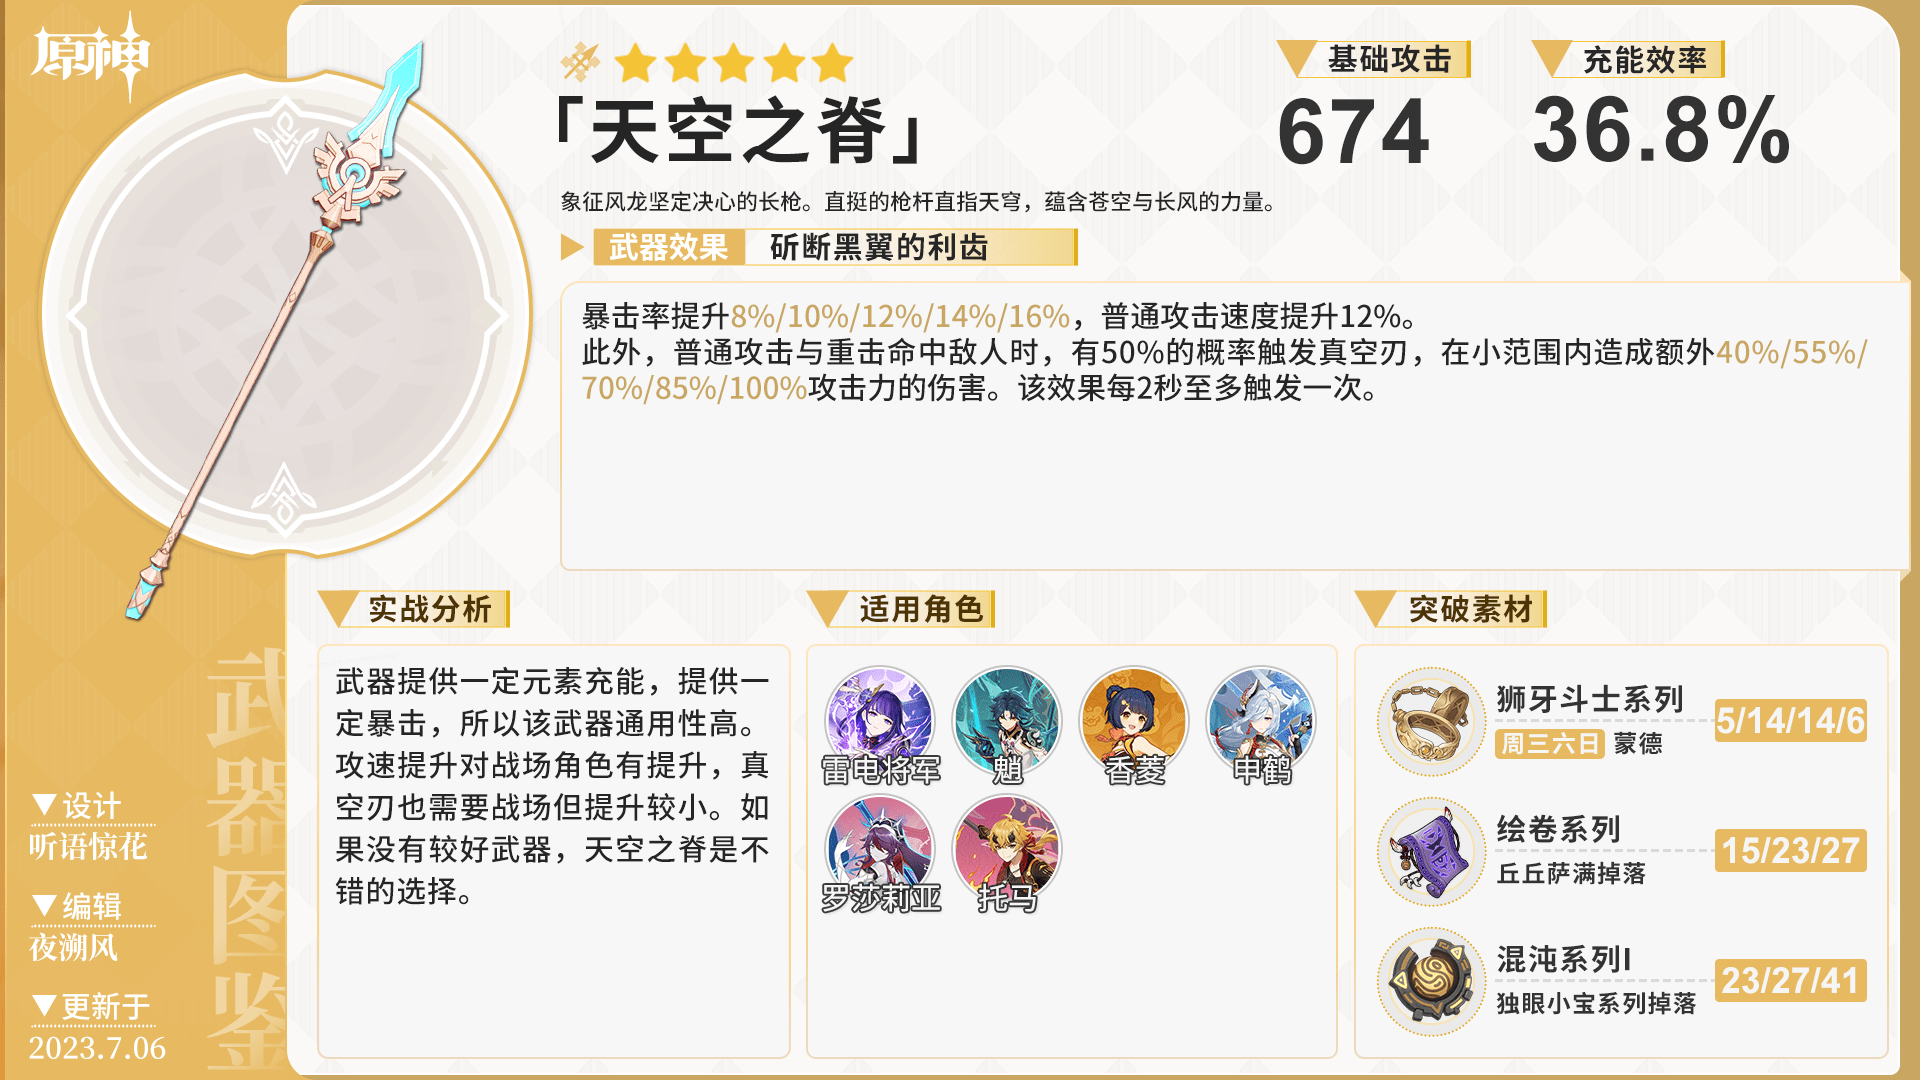 原神
「天空之脊」
基础攻击
674
充能效率
36.8%
象征风龙坚定决心的长枪。直挺的枪杆直指天穹，蕴含苍空与长风的力量。
武器效果 斫断黑翼的利齿
暴击率提升8%/10%/12%/14%/16%，普通攻击速度提升12%。
此外，普通攻击与重击命中敌人时，有50%的概率触发真空刃，在小范围内造成额外40%/55%/
70%/85%/100%攻击力的伤害。该效果每2秒至多触发一次。
实战分析
武器提供一定元素充能，提供一
定暴击，所以该武器通用性高。
攻速提升对战场角色有提升，真
空刃也需要战场但提升较小。如
果没有较好武器，天空之脊是不
错的选择。
适用角色
雷电将军
魈
香菱
申鹤
罗莎莉亚
托马
突破素材
狮牙斗士系列
周三六日 蒙德
5/14/14/6
绘卷系列
丘丘萨满掉落
15/23/27
混沌系列I
独眼小宝系列掉落
23/27/41
武器图鉴
▼设计
听语惊花
▼编辑
夜溯风
▼更新于
2023.7.06